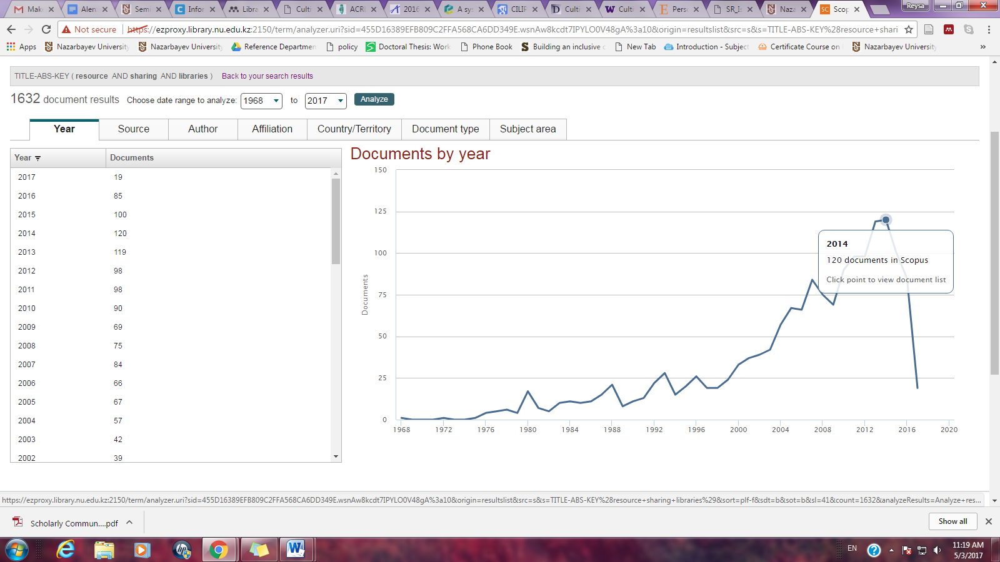 Make
Alen
Semi
Infor
Libra
Culti
ACRL
2016
A sy
CILIP
Culti
Culti
Pers
SR_Is
Naza
Scop
Reysa
Not secure
https://ezproxy.library.nu.edu.kz:2150/term/analyzer.uri?sid=455D16389EFB809C2FFA568CA6DD349E.wsnAw8kcdt7IPYLO0V48gA%3a10&origin=resultslist&src=s&s=TITLE-ABS-KEY%28resource+shari
Apps
Nazarbayev University
Nazarbayev University
Reference Departmen
policy
Doctoral Thesis: Work
Phone Book
Building an inclusive c
New Tab
Introduction - Subject
Certificate Course on
Nazarbayev University
»
TITLE-ABS-KEY ( resource AND sharing AND libraries ) Back to your search results
1632 document results Choose date range to analyze: 1968 to 2017 Analyze
Year
Source
Author
Affiliation
Country/Territory
Document type
Subject area
Year Documents
2017 19
2016 85
2015 100
2014 120
2013 119
2012 98
2011 98
2010 90
2009 69
2008 75
2007 84
2006 66
2005 67
2004 57
2003 42
2002 39
Documents by year
150
125
100
75
50
25
0
Documents
2014
120 documents in Scopus
Click point to view document list
1968 1972 1976 1980 1984 1988 1992 1996 2000 2004 2008 2012 2016 2020
https://ezproxy.library.nu.edu.kz:2150/term/analyzer.uri?sid=455D16389EFB809C2FFA568CA6DD349E.wsnAw8kcdt7IPYLO0V48gA%3a10&origin=resultslist&src=s&s=TITLE-ABS-KEY%28resource+sharing+libraries%29&sort=plf-f&sdt=b&sot=b&sl=41&count=1632&analyzeResults=Analyze+res...
Scholarly Commun....pdf
Show all
EN
11:19 AM
5/3/2017